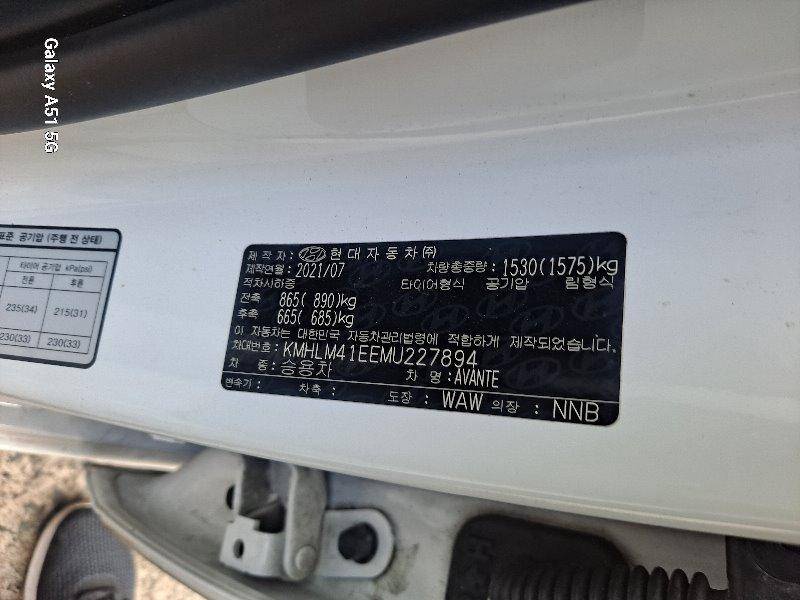 Galaxy A51 5G
표준 공기압 (주행 전 상태)
타이어 공기압 kPa(psi)
전륜 후륜
235(34) 215(31)
230(33) 230(33)
제 작 자: 현대자동차(주)
제작연월: 2021/07 차량총중량: 1530(1575)kg
적차시하중 타이어형식 공기압 림형식
전축 865( 890)kg
후축 665( 685)kg
이 자동차는 대한민국 자동차관리법령에 적합하게 제작되었습니다.
차대번호: KMHLM41EEMU227894
차 종: 승용차 차 명: AVANTE
변속기: 차축: 도장: WAW 의장: NNB